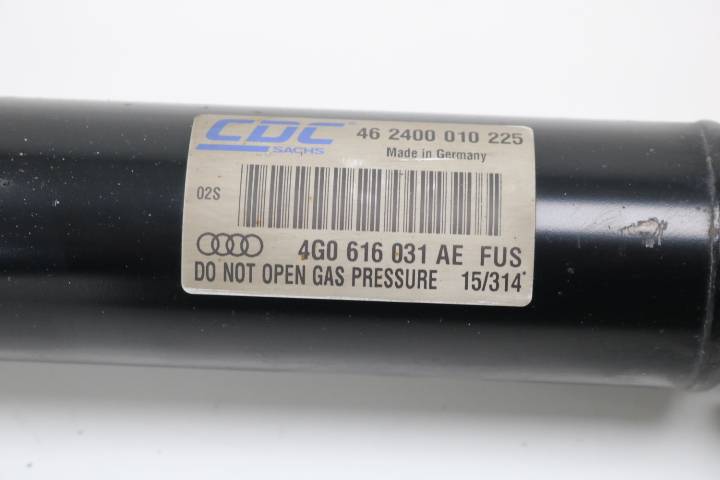 CDC® 46 2400 010 225
SACHS
Made in Germany
02S
4G0 616 031 AE FUS
DO NOT OPEN GAS PRESSURE 15/314*